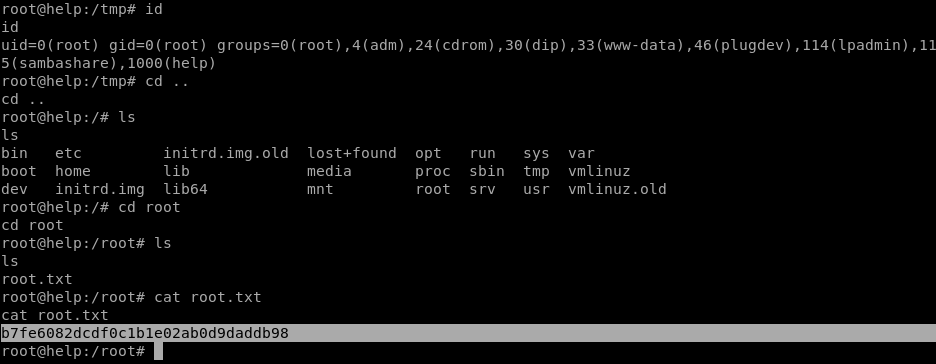 root@help:/tmp# id
id
uid=0(root) gid=0(root) groups=0(root),4(adm),24(cdrom),30(dip),33(www-data),46(plugdev),114(lpadmin),11
5(sambashare),1000(help)
root@help:/tmp# cd ..
cd ..
root@help:/# ls
ls
bin   etc         initrd.img.old  lost+found  opt   run   sys  var
boot  home        lib             media       proc  sbin  tmp  vmlinuz
dev   initrd.img  lib64           mnt         root  srv   usr  vmlinuz.old
root@help:/# cd root
cd root
root@help:/root# ls
ls
root.txt
root@help:/root# cat root.txt
cat root.txt
b7fe6082dcdf0c1b1e02ab0d9daddb98
root@help:/root#